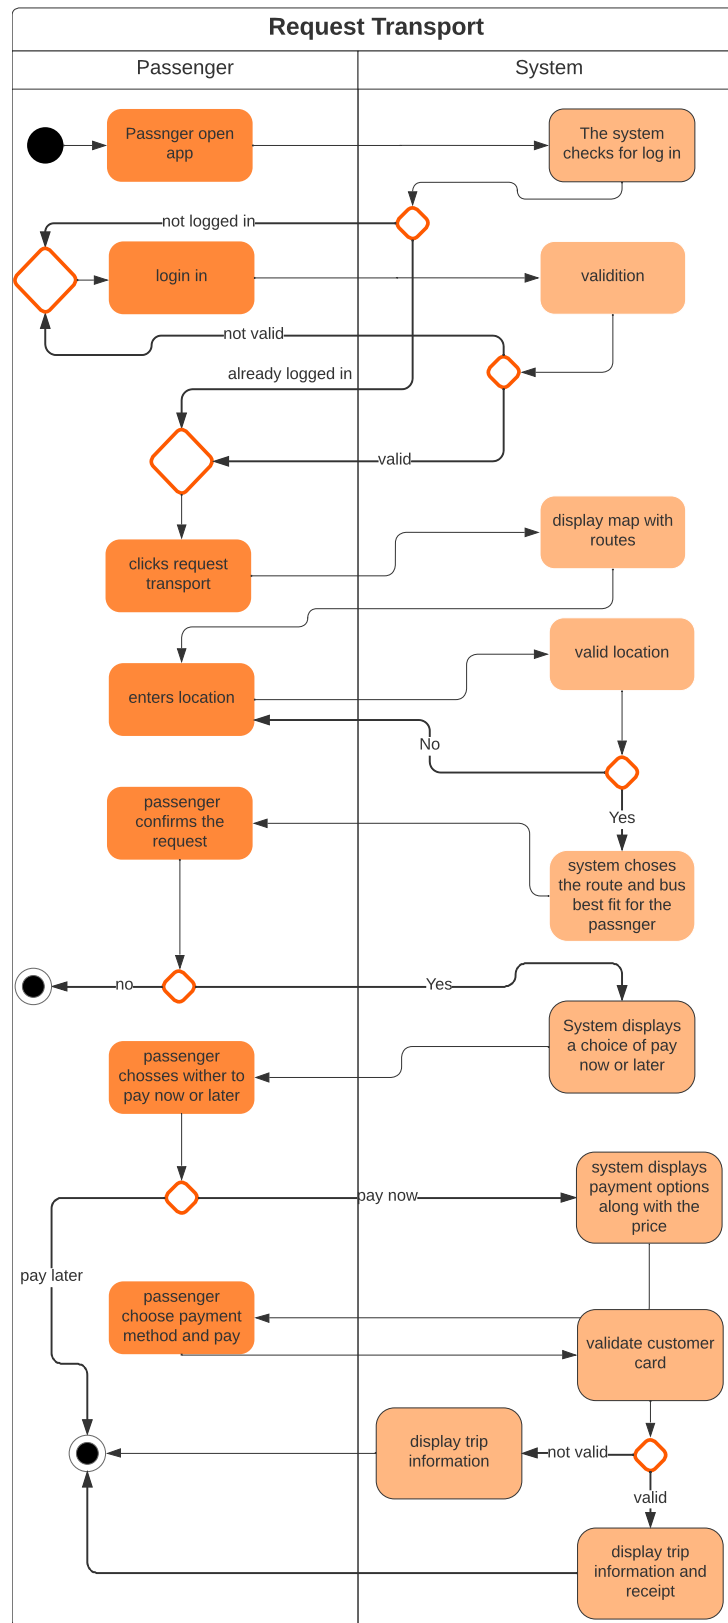 Request Transport
Passenger
System
Passnger open
app
The system
checks for log in
not logged in
login in
validition
not valid
already logged in
valid
display map with
routes
clicks request
transport
valid location
enters location
No
passenger
confirms the
request
Yes
system choses
the route and bus
best fit for the
passnger
no
Yes
System displays
a choice of pay
now or later
passenger
chosses wither to
pay now or later
system displays
payment options
along with the
price
pay now
pay later
passenger
choose payment
method and pay
validate customer
card
display trip
information
not valid
valid
display trip
information and
receipt